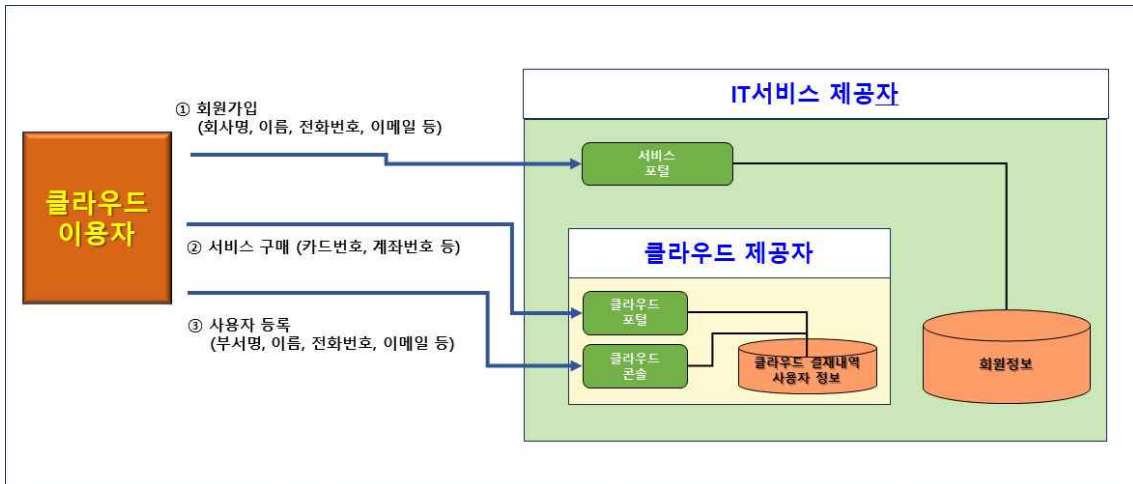 IT서비스 제공자
① 회원가입
(회사명, 이름, 전화번호, 이메일 등)
서비스
포털
클라우드
이용자
② 서비스 구매 (카드번호, 계좌번호 등)
클라우드 제공자
클라우드
포털
③ 사용자 등록
(부서명, 이름, 전화번호, 이메일 등)
클라우드
콘솔
클라우드 결재내역
사용자 정보
회원정보